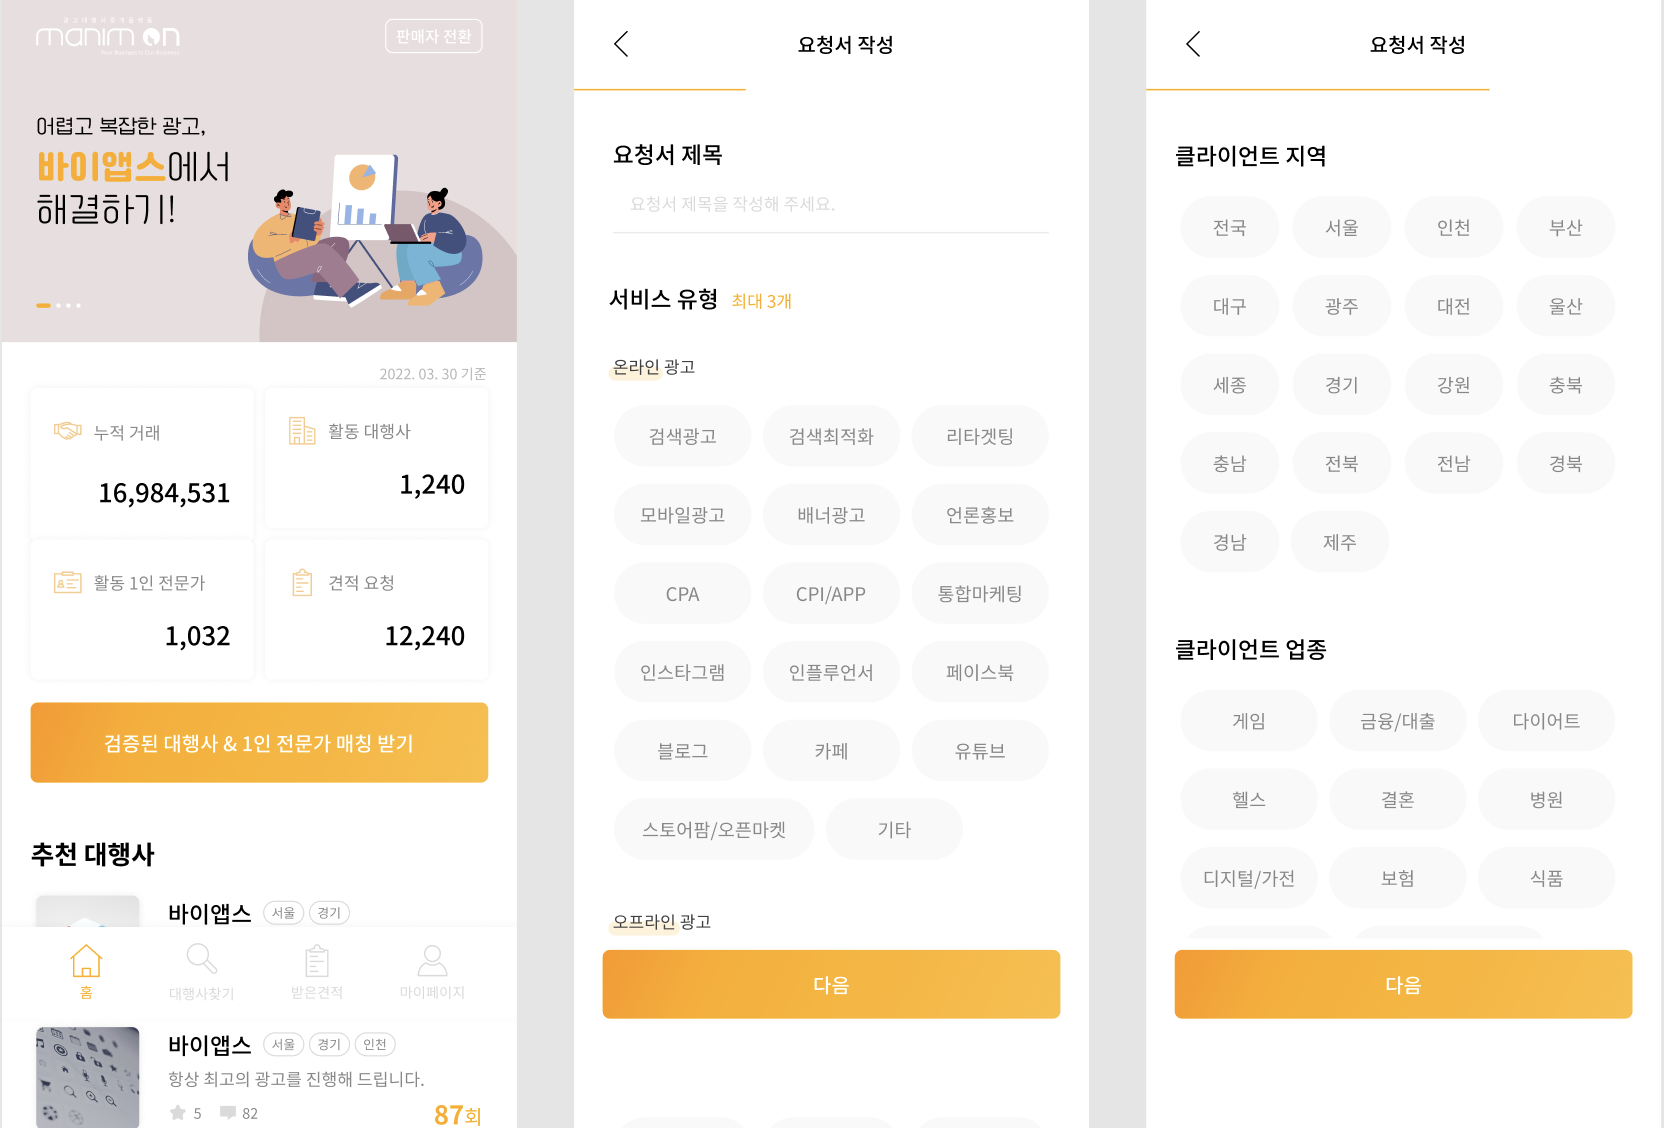 광고대행사중개플랫폼
manim on
Your Business Is Our Business
판매자 전환
어렵고 복잡한 광고,
바이앱스에서
해결하기!
2022. 03. 30 기준
누적 거래
16,984,531
활동 대행사
1,240
활동 1인 전문가
1,032
견적 요청
12,240
검증된 대행사 & 1인 전문가 매칭 받기
추천 대행사
바이앱스 서울 경기
홈 대행사찾기 받은견적 마이페이지
바이앱스 서울 경기 인천
항상 최고의 광고를 진행해 드립니다.
5 82
87회
요청서 작성
요청서 제목
요청서 제목을 작성해 주세요.
서비스 유형 최대 3개
온라인 광고
검색광고 검색최적화 리타겟팅
모바일광고 배너광고 언론홍보
CPA CPI/APP 통합마케팅
인스타그램 인플루언서 페이스북
블로그 카페 유튜브
스토어팜/오픈마켓 기타
오프라인 광고
다음
요청서 작성
클라이언트 지역
전국 서울 인천 부산
대구 광주 대전 울산
세종 경기 강원 충북
충남 전북 전남 경북
경남 제주
클라이언트 업종
게임 금융/대출 다이어트
헬스 결혼 병원
디지털/가전 보험 식품
다음